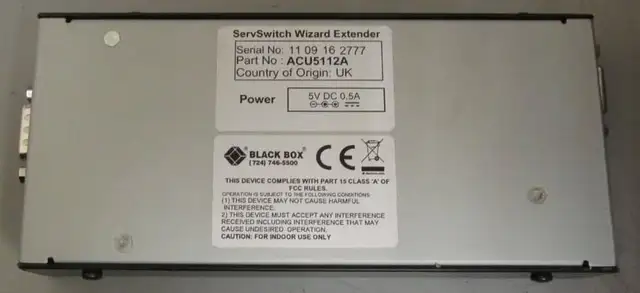 ServSwitch Wizard Extender
Serial No: 11 09 16 2777
Part No : ACU5112A
Country of Origin: UK
Power
5V DC 0.5A
BLACK BOX
(724) 746-5500
CE
THIS DEVICE COMPLIES WITH PART 15 CLASS 'A' OF
FCC RULES.
OPERATION IS SUBJECT TO THE FOLLOWING CONDITIONS
(1) THIS DEVICE MAY NOT CAUSE HARMFUL
INTERFERENCE.
2) THIS DEVICE MUST ACCEPT ANY INTERFERENCE
RECEIVED INCLUDING INTERFERENCE THAT MAY
CAUSE UNDESIRED OPERATION.
CAUTION: FOR INDOOR USE ONLY